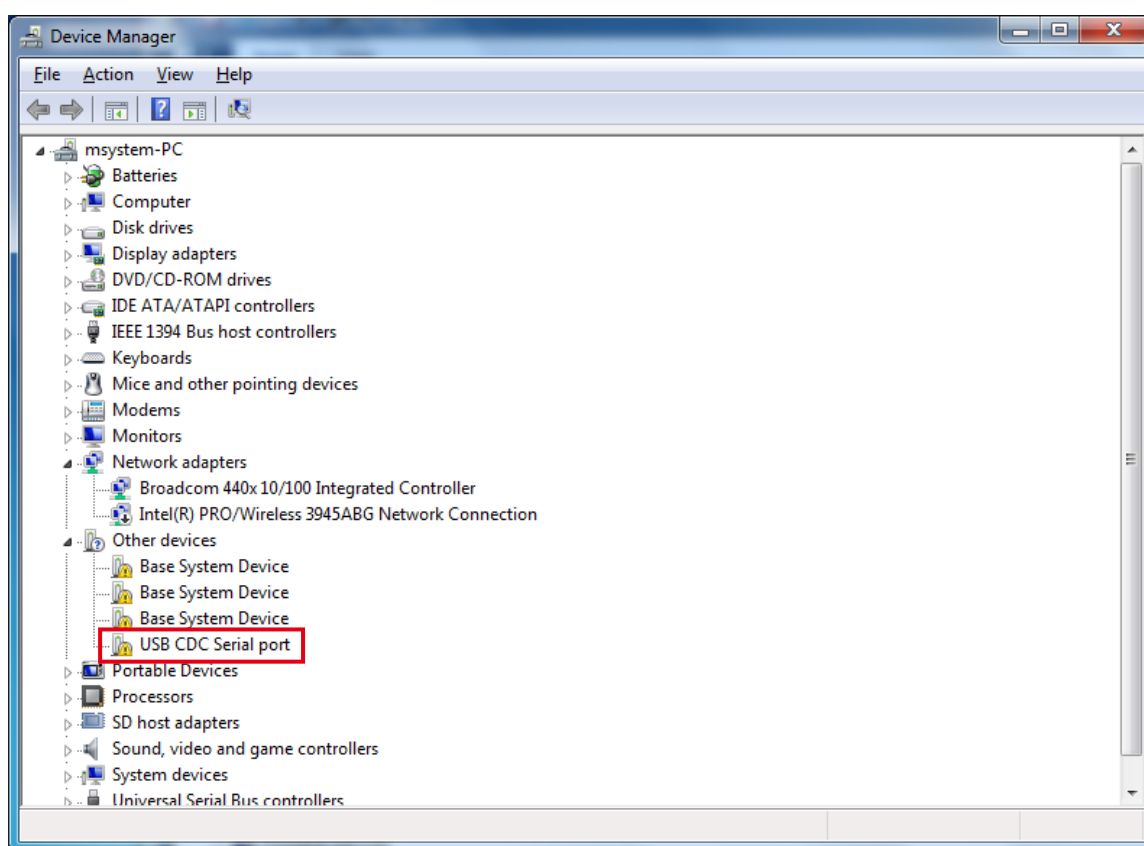 Device Manager
File Action View Help
msystem-PC
Batteries
Computer
Disk drives
Display adapters
DVD/CD-ROM drives
IDE ATA/ATAPI controllers
IEEE 1394 Bus host controllers
Keyboards
Mice and other pointing devices
Modems
Monitors
Network adapters
Broadcom 440x 10/100 Integrated Controller
Intel(R) PRO/Wireless 3945ABG Network Connection
Other devices
Base System Device
Base System Device
Base System Device
USB CDC Serial port
Portable Devices
Processors
SD host adapters
Sound, video and game controllers
System devices
Universal Serial Bus controllers